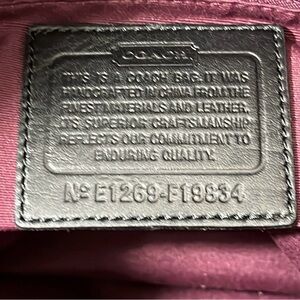 COACH
THIS IS A COACH BAG. IT WAS
HANDCRAFTED IN CHINA FROM THE
FINEST MATERIALS AND LEATHER.
ITS SUPERIOR CRAFTSMANSHIP
REFLECTS OUR COMMITMENT TO
ENDURING QUALITY.
Nº E1269-F19834